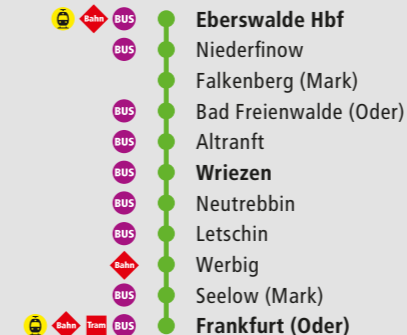 Bahn BUS Eberswalde Hbf
BUS Niederfinow
Falkenberg (Mark)
BUS Bad Freienwalde (Oder)
BUS Altranft
BUS Wriezen
BUS Neutrebbin
BUS Letschin
Bahn Werbig
BUS Seelow (Mark)
Bahn Tram BUS Frankfurt (Oder)